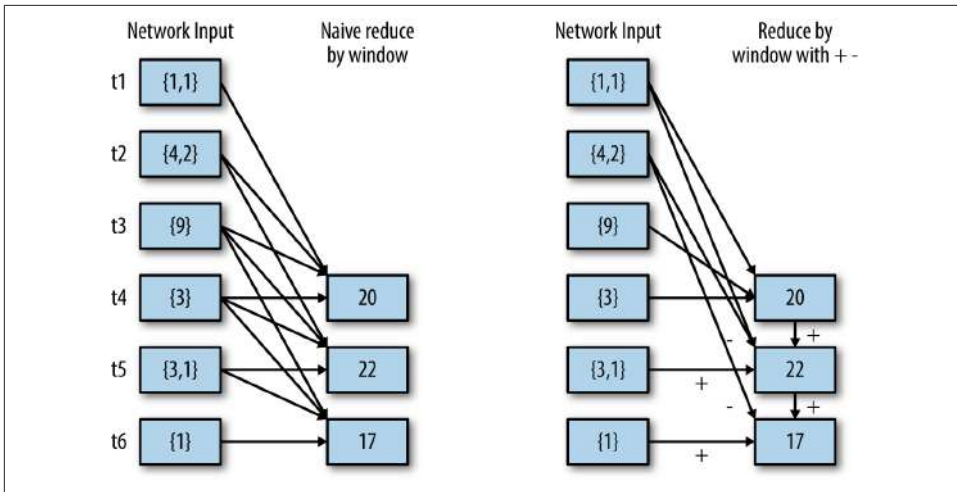 Network Input
Naive reduce
by window
t1
{1,1}
t2
{4,2}
t3
{9}
t4
{3}
20
t5
{3,1}
22
t6
{1}
17
Network Input
Reduce by
window with + -
{1,1}
{4,2}
{9}
{3}
20
-
+
{3,1}
+
22
-
+
{1}
+
17